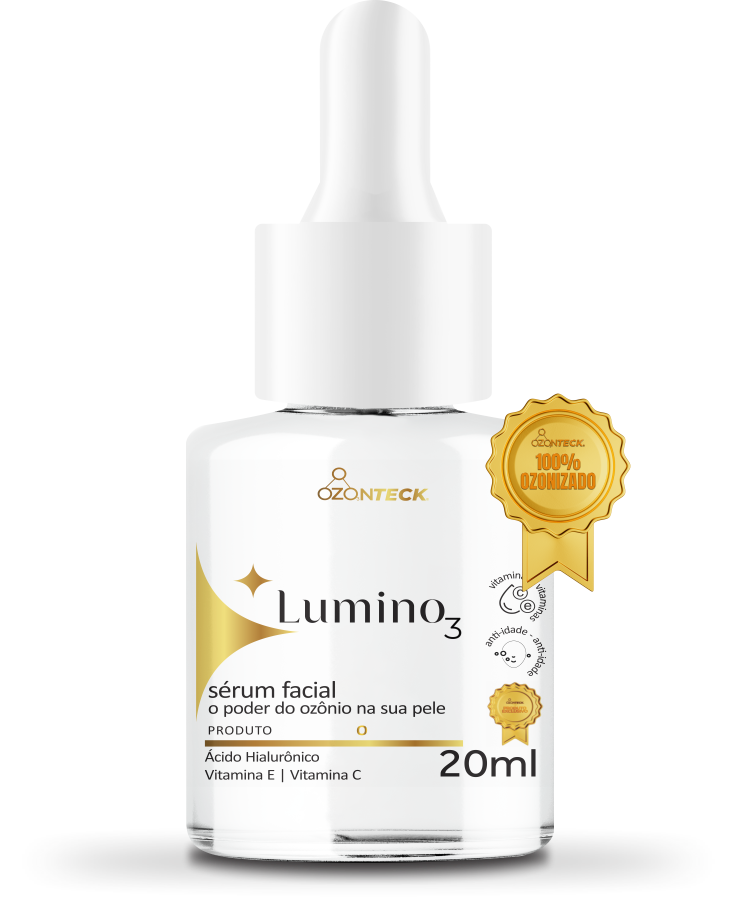 OZONTECK
OZONTECK
100%
OZONIZADO
Lumino3
vitaminas
C
E
anti-idade - anti-idade
sérum facial
o poder do ozônio na sua pele
PRODUTO O
OZONTECK
Ácido Hialurônico
Vitamina E | Vitamina C
20ml